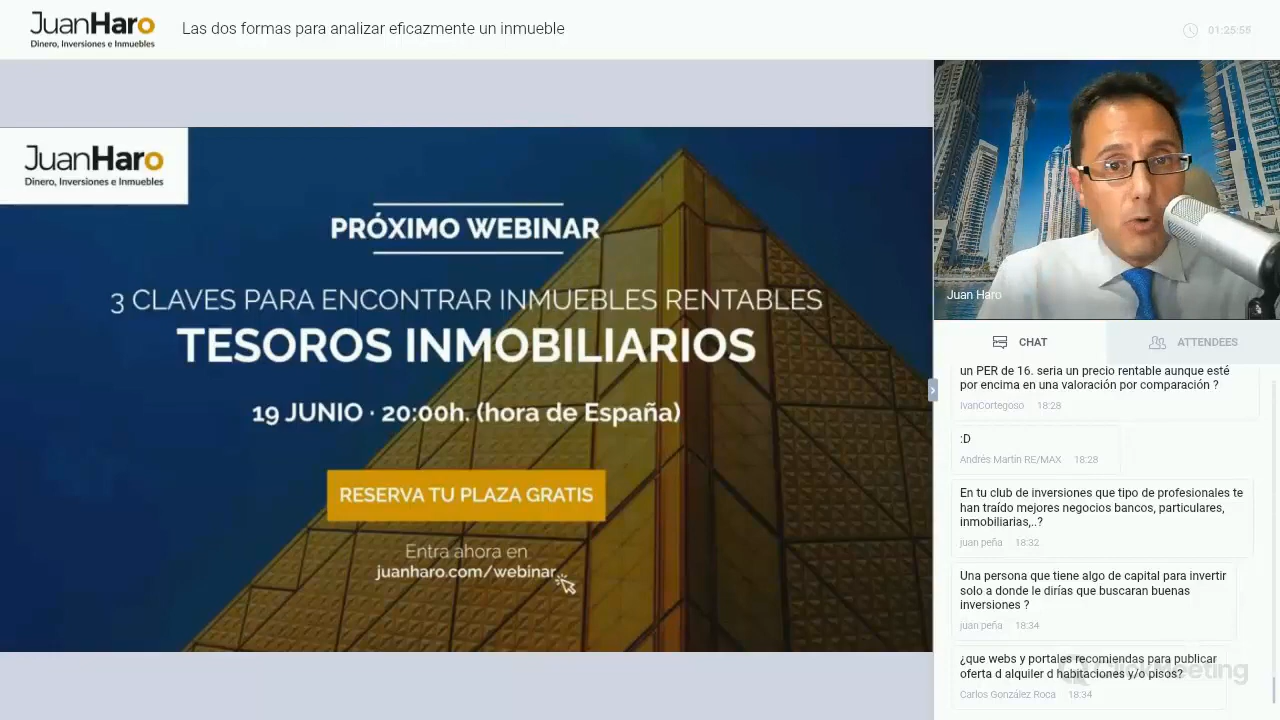 JuanHaro
Dinero, Inversiones e Inmuebles
Las dos formas para analizar eficazmente un inmueble
01:25:58
JuanHaro
Dinero, Inversiones e Inmuebles
PRÓXIMO WEBINAR
3 CLAVES PARA ENCONTRAR INMUEBLES RENTABLES
TESOROS INMOBILIARIOS
19 JUNIO · 20:00h. (hora de España)
RESERVA TU PLAZA GRATIS
Entra ahora en
juanharo.com/webinar
Juan Haro
CHAT
ATTENDEES
un PER de 16. seria un precio rentable aunque esté
por encima en una valoración por comparación ?
IvanCortegoso 18:28
:D
Andrés Martín RE/MAX 18:28
En tu club de inversiones que tipo de profesionales te
han traído mejores negocios bancos, particulares,
inmobiliarias,..?
juan peña 18:32
Una persona que tiene algo de capital para invertir
solo a donde le dirías que buscaran buenas
inversiones ?
juan peña 18:34
¿que webs y portales recomiendas para publicar
oferta d alquiler d habitaciones y/o pisos?
Carlos González Roca 18:34
ClickMeeting